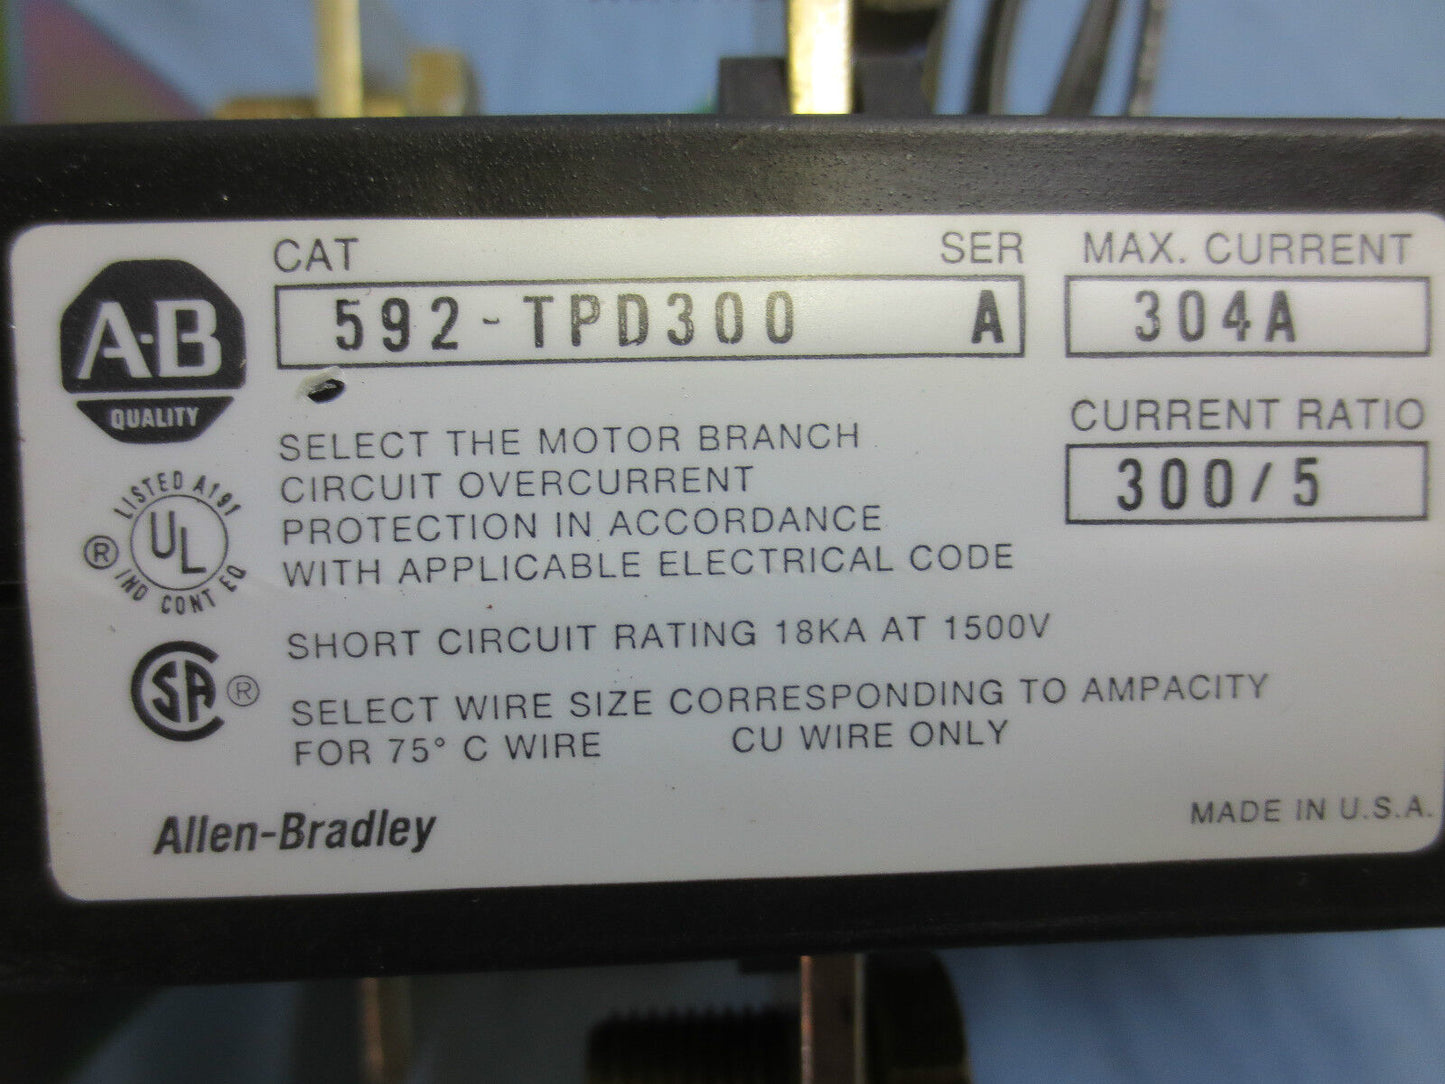 CAT
SER
MAX. CURRENT
592-TPD300 A
304A
A-B
QUALITY
CURRENT RATIO
300/5
SELECT THE MOTOR BRANCH
CIRCUIT OVERCURRENT
PROTECTION IN ACCORDANCE
WITH APPLICABLE ELECTRICAL CODE
LISTED A191
UL
®
IND CONT EQ
SHORT CIRCUIT RATING 18KA AT 1500V
SA ®
SELECT WIRE SIZE CORRESPONDING TO AMPACITY
FOR 75° C WIRE CU WIRE ONLY
Allen-Bradley
MADE IN U.S.A.